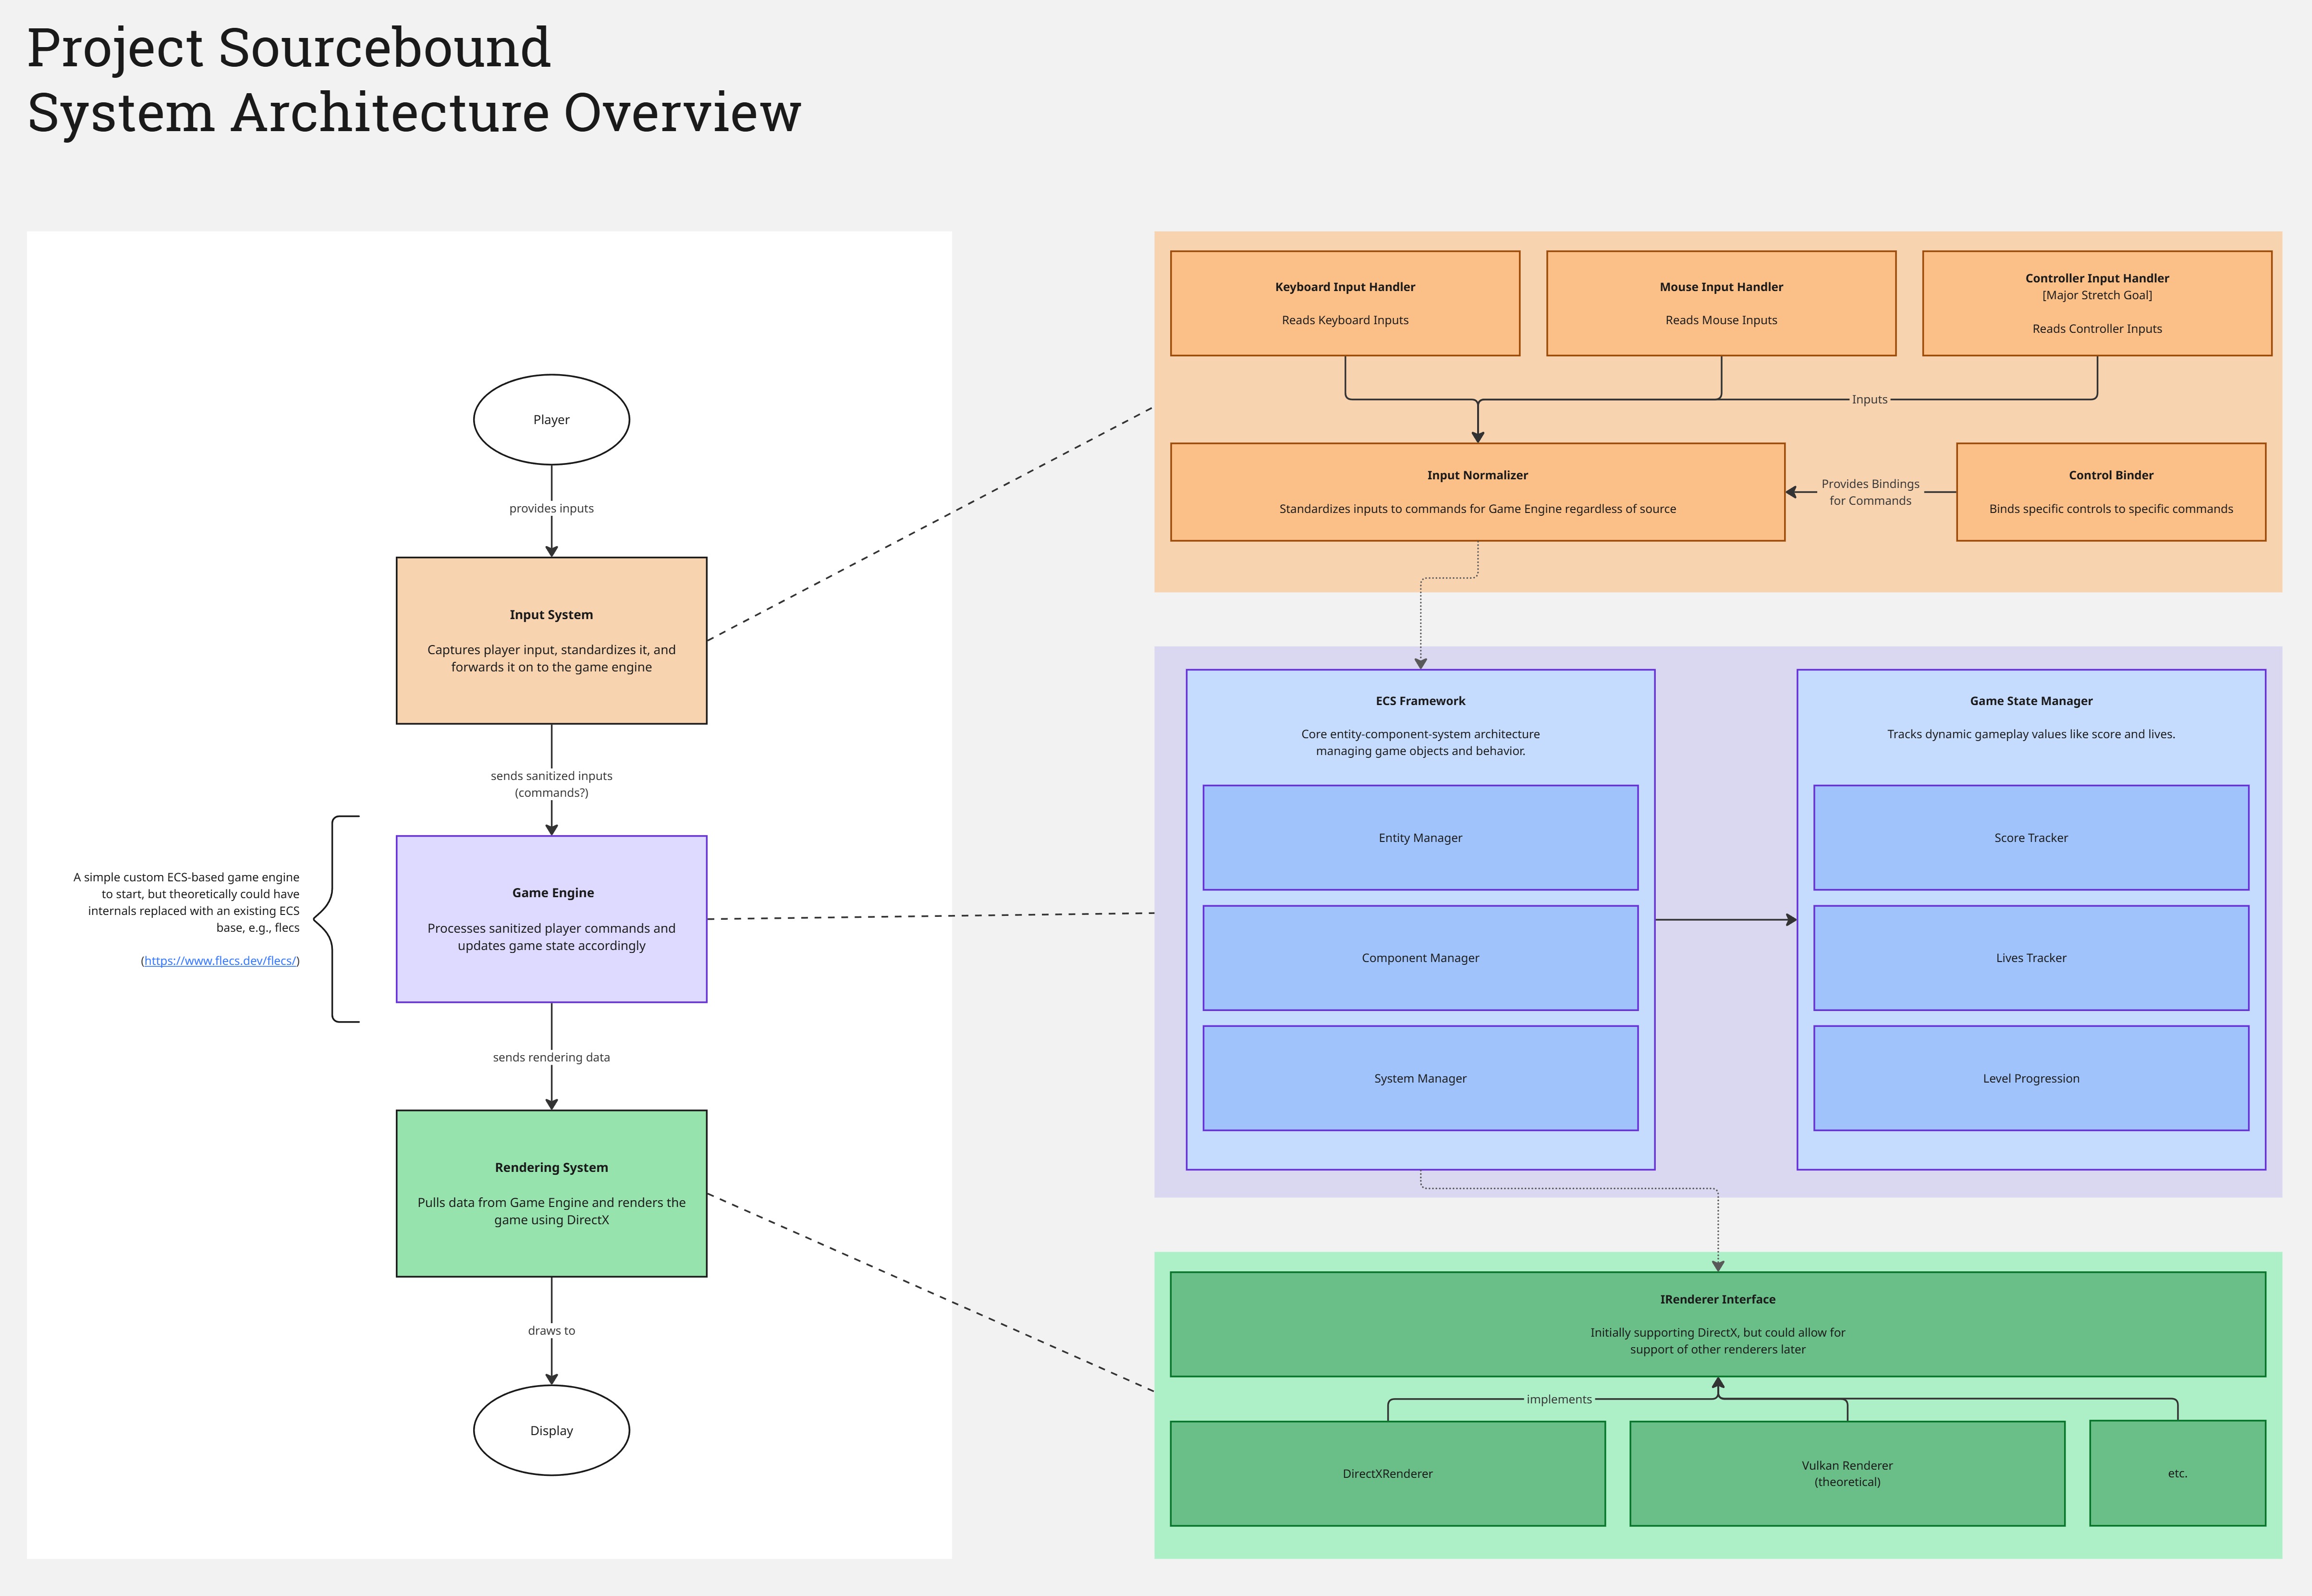 Project Sourcebound
System Architecture Overview
Player
provides inputs
Input System
Captures player input, standardizes it, and
forwards it on to the game engine
sends sanitized inputs
(commands?)
A simple custom ECS-based game engine
to start, but theoretically could have
internals replaced with an existing ECS
base, e.g., flecs
(https://www.flecs.dev/flecs/)
Game Engine
Processes sanitized player commands and
updates game state accordingly
sends rendering data
Rendering System
Pulls data from Game Engine and renders the
game using DirectX
draws to
Display
Keyboard Input Handler
Reads Keyboard Inputs
Mouse Input Handler
Reads Mouse Inputs
Controller Input Handler
[Major Stretch Goal]
Reads Controller Inputs
Inputs
Input Normalizer
Standardizes inputs to commands for Game Engine regardless of source
Provides Bindings
for Commands
Control Binder
Binds specific controls to specific commands
ECS Framework
Core entity-component-system architecture
managing game objects and behavior.
Entity Manager
Component Manager
System Manager
Game State Manager
Tracks dynamic gameplay values like score and lives.
Score Tracker
Lives Tracker
Level Progression
IRenderer Interface
Initially supporting DirectX, but could allow for
support of other renderers later
implements
DirectXRenderer
Vulkan Renderer
(theoretical)
etc.